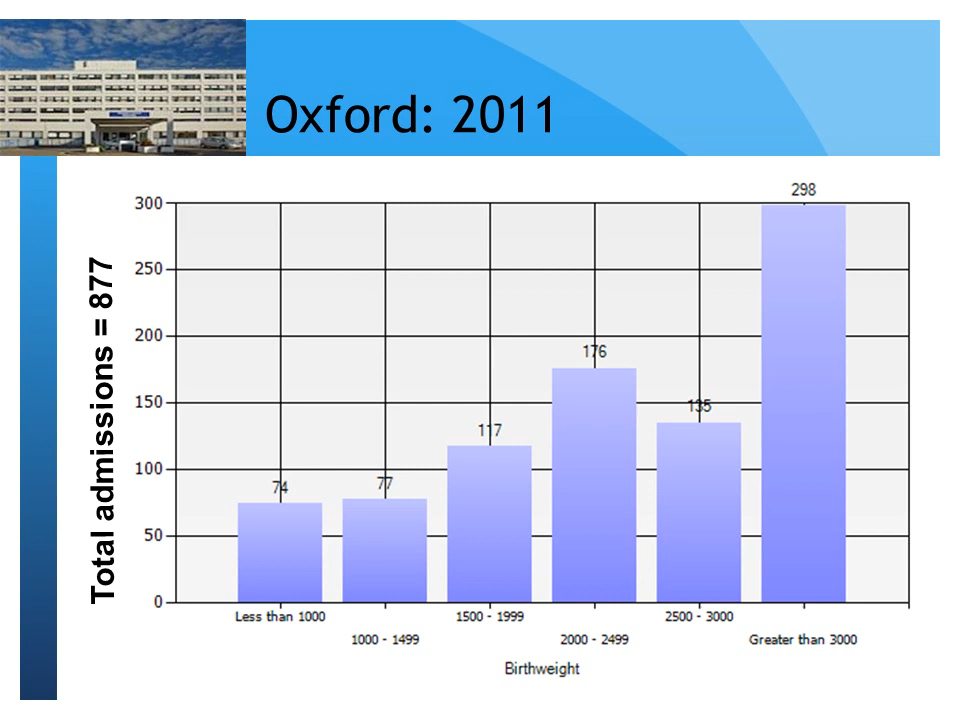 Oxford: 2011
Total admissions = 877
300
250
200
150
100
50
0
74
77
117
176
135
298
Less than 1000
1000 - 1499
1500 - 1999
2000 - 2499
2500 - 3000
Greater than 3000
Birthweight